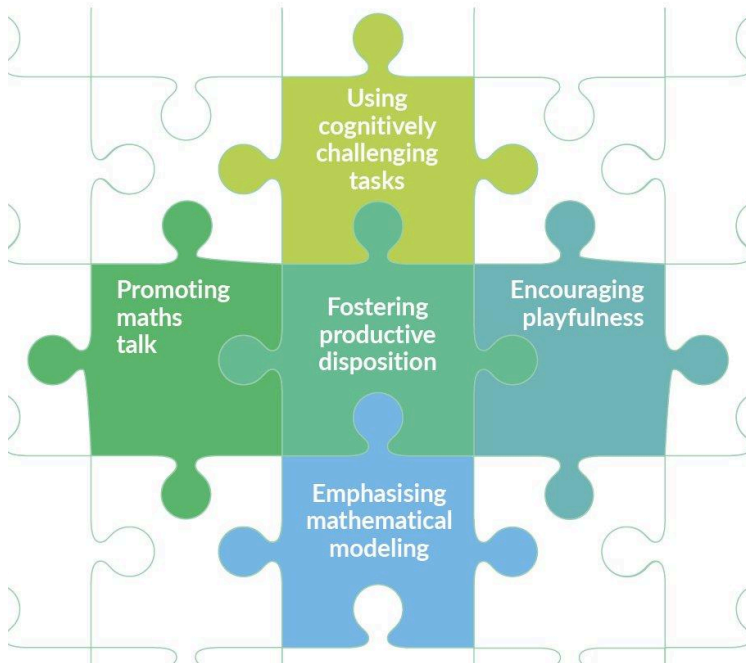 Using
cognitively
challenging
tasks
Promoting
maths
talk
Fostering
productive
disposition
Encouraging
playfulness
Emphasising
mathematical
modeling